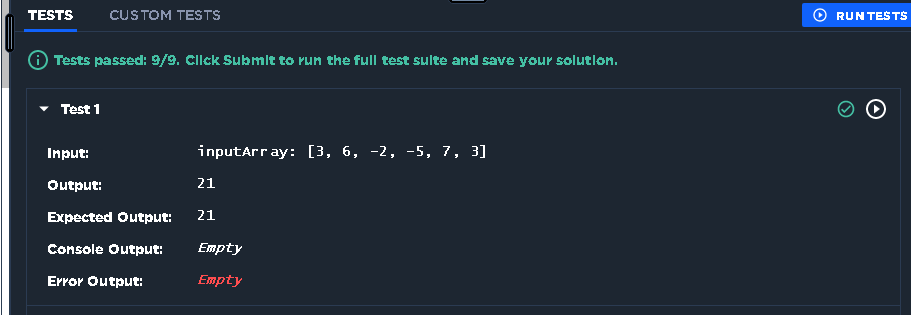 TESTS CUSTOM TESTS RUN TESTS
Tests passed: 9/9. Click Submit to run the full test suite and save your solution.
Test 1
Input: inputArray: [3, 6, -2, -5, 7, 3]
Output: 21
Expected Output: 21
Console Output: Empty
Error Output: Empty